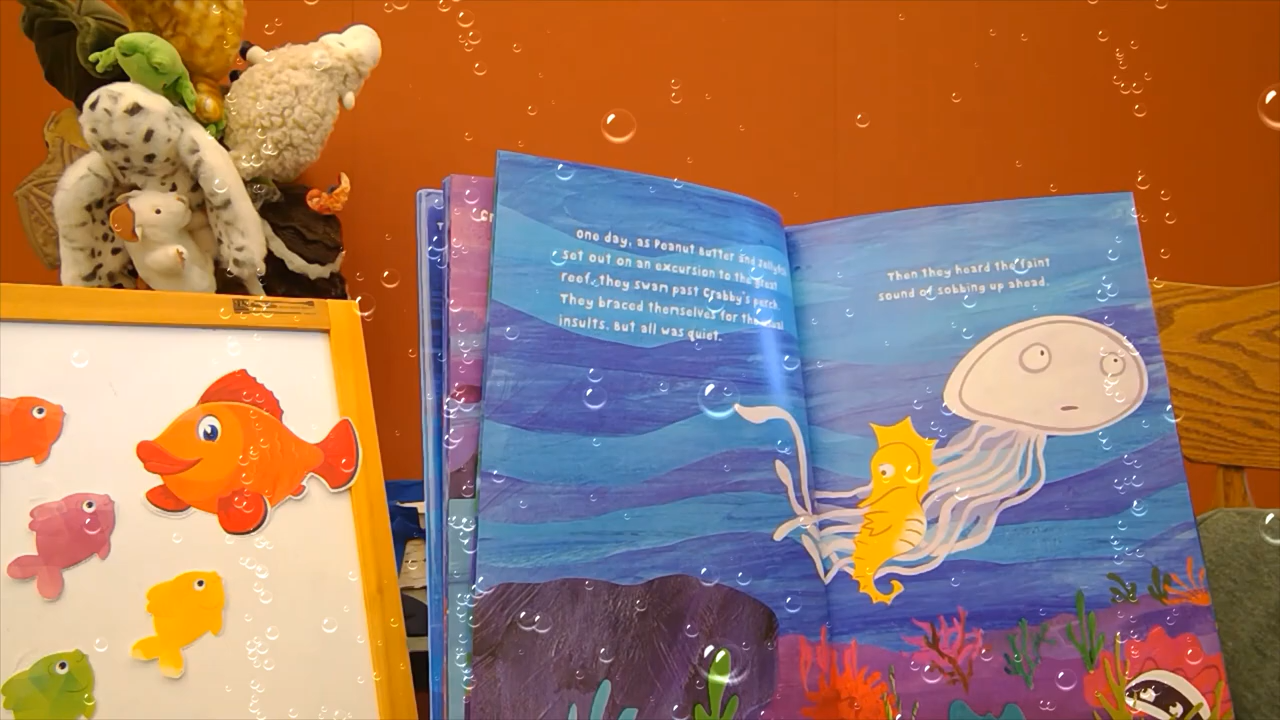 One day, as Peanut Butter and Jellyfish
set out on an excursion to the great
reef, they swam past Crabby's perch.
They braced themselves for the usual
insults. But all was quiet.
Then they heard the faint
sound of sobbing up ahead.